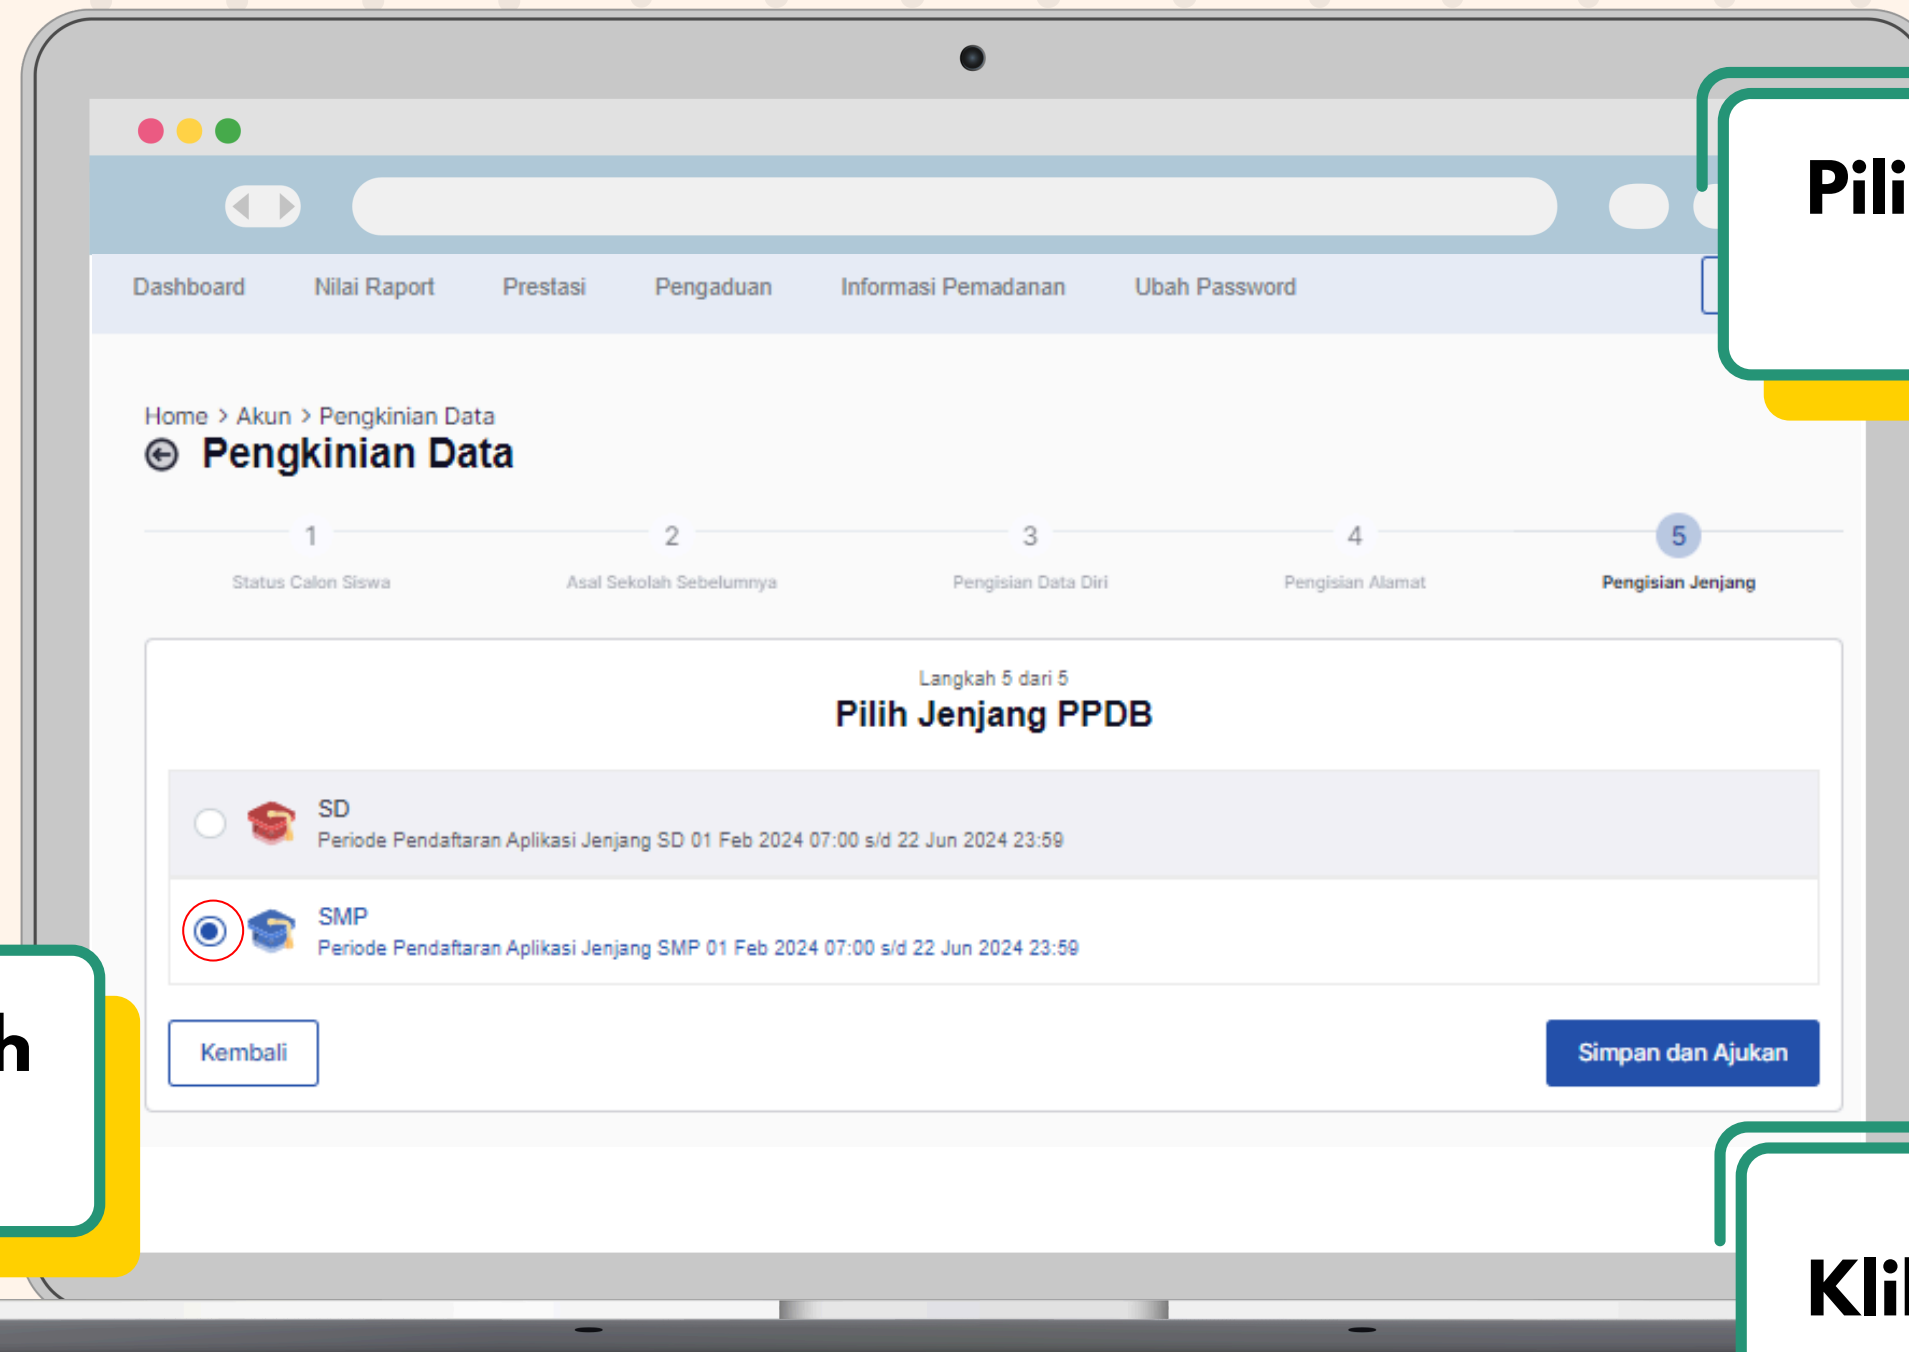 Dashboard Nilai Raport Prestasi Pengaduan Informasi Pemadanan Ubah Password
Home > Akun > Pengkinian Data
Pengkinian Data
1 2 3 4 5
Status Calon Siswa Asal Sekolah Sebelumnya Pengisian Data Diri Pengisian Alamat Pengisian Jenjang
Langkah 5 dari 5
Pilih Jenjang PPDB
SD
Periode Pendaftaran Aplikasi Jenjang SD 01 Feb 2024 07:00 s/d 22 Jun 2024 23:59
SMP
Periode Pendaftaran Aplikasi Jenjang SMP 01 Feb 2024 07:00 s/d 22 Jun 2024 23:59
Kembali Simpan dan Ajukan